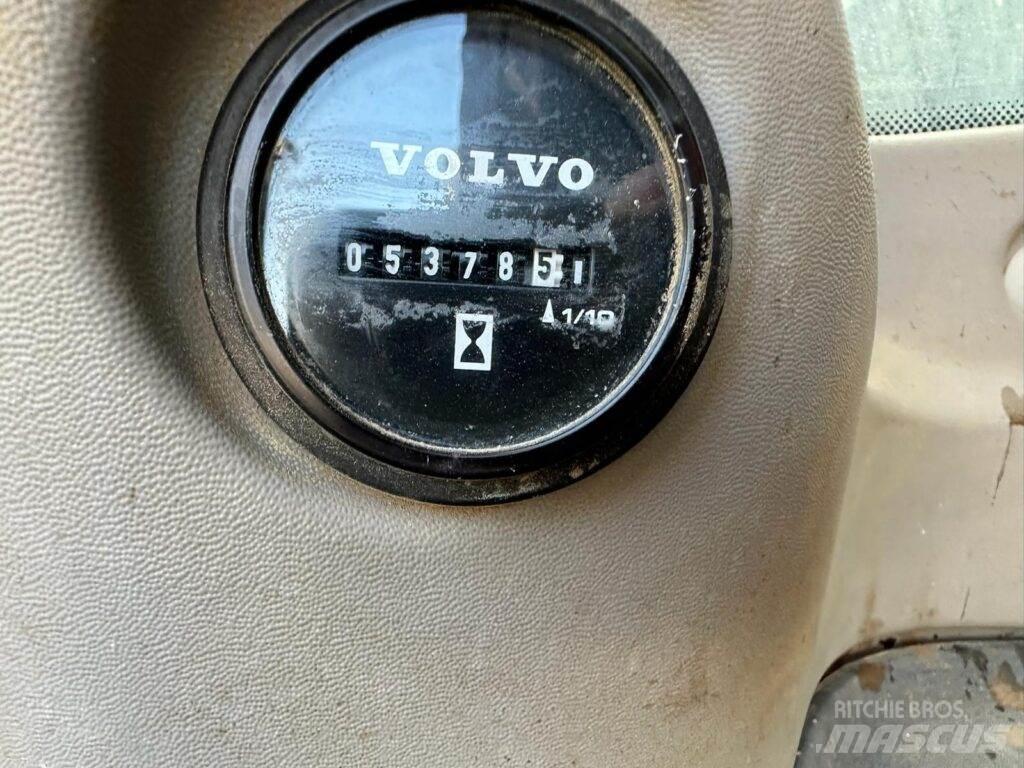 VOLVO
0537851
1/10
RITCHIE BROS.
MASCUS